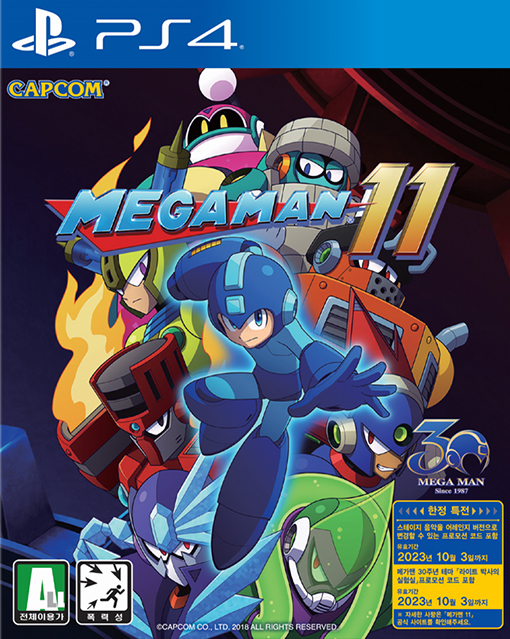 PS4
CAPCOM
MEGAMAN 11
30
MEGA MAN
Since 1987
한정 특전
스테이지 음악을 어레인지 버전으로
변경할 수 있는 프로모션 코드 포함
유효기간
2023년 10월 3일까지
메가맨 30주년 테마 「라이트 박사의
실험실」프로모션 코드 포함
유효기간
2023년 10월 3일까지
※ 자세한 사항은 「메가맨 11」
공식 사이트를 확인해주세요.
전체이용가
폭력성
©CAPCOM CO., LTD. 2018 ALL RIGHTS RESERVED.